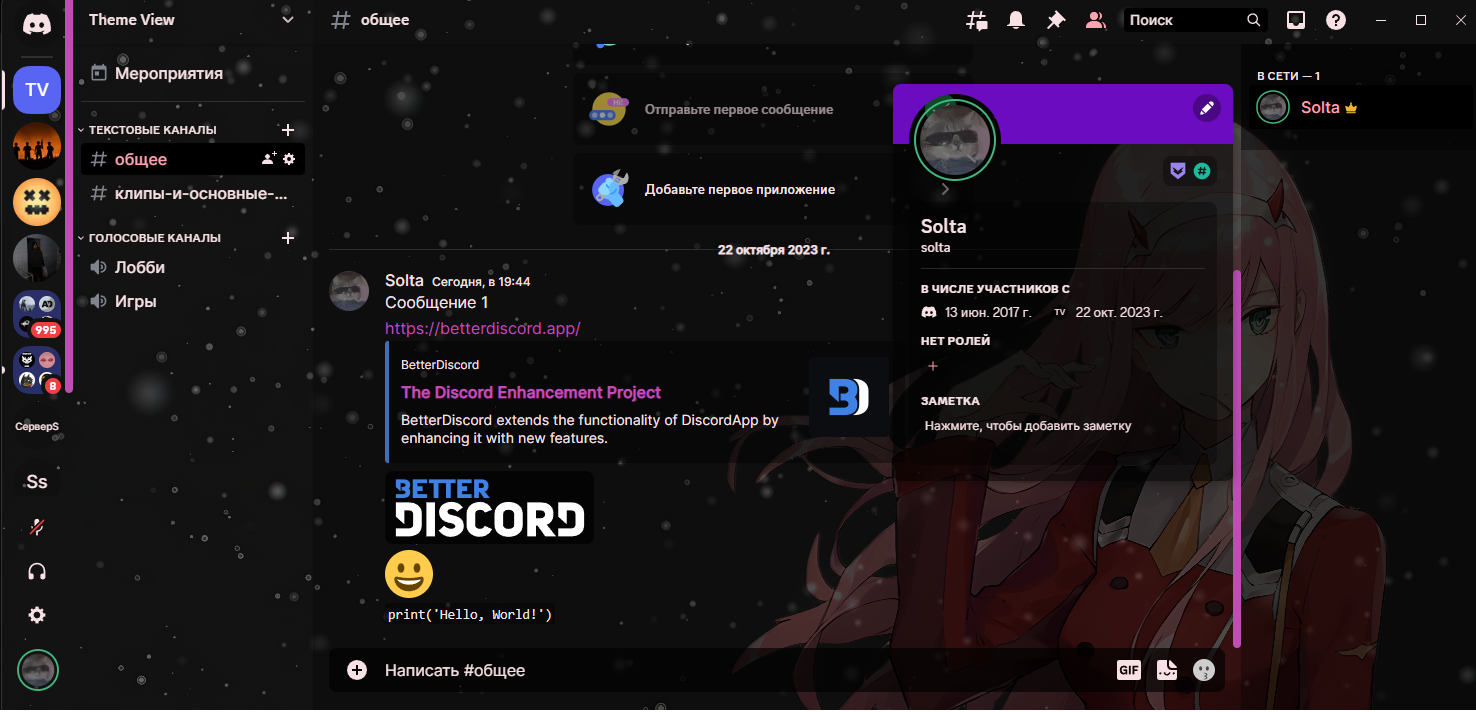 Theme View
общее
Поиск
TV
Мероприятия
ТЕКСТОВЫЕ КАНАЛЫ
общее
клипы-и-основные-...
ГОЛОСОВЫЕ КАНАЛЫ
Лобби
Игры
995
8
СерверS
Ss
Отправьте первое сообщение
Добавьте первое приложение
22 октября 2023 г.
Solta Сегодня, в 19:44
Сообщение 1
https://betterdiscord.app/
BetterDiscord
The Discord Enhancement Project
BetterDiscord extends the functionality of DiscordApp by
enhancing it with new features.
BETTER
DISCORD
print('Hello, World!')
Написать #общее
GIF
Solta
solta
В ЧИСЛЕ УЧАСТНИКОВ С
13 июн. 2017 г. TV 22 окт. 2023 г.
НЕТ РОЛЕЙ
ЗАМЕТКА
Нажмите, чтобы добавить заметку
В СЕТИ — 1
Solta